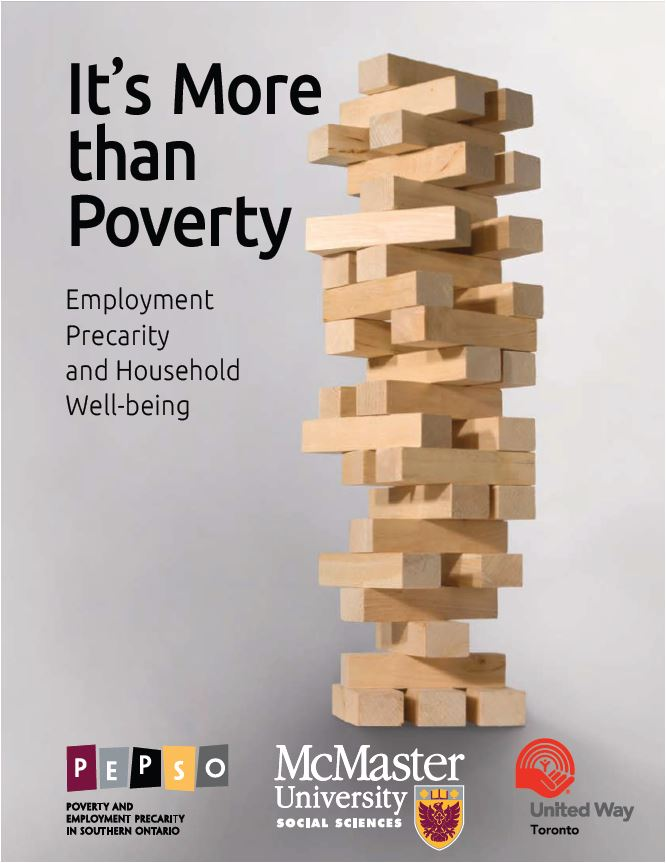 It’s More
than
Poverty
Employment
Precarity
and Household
Well-being
PEPSO
POVERTY AND
EMPLOYMENT PRECARITY
IN SOUTHERN ONTARIO
McMaster
University
SOCIAL SCIENCES
United Way
Toronto